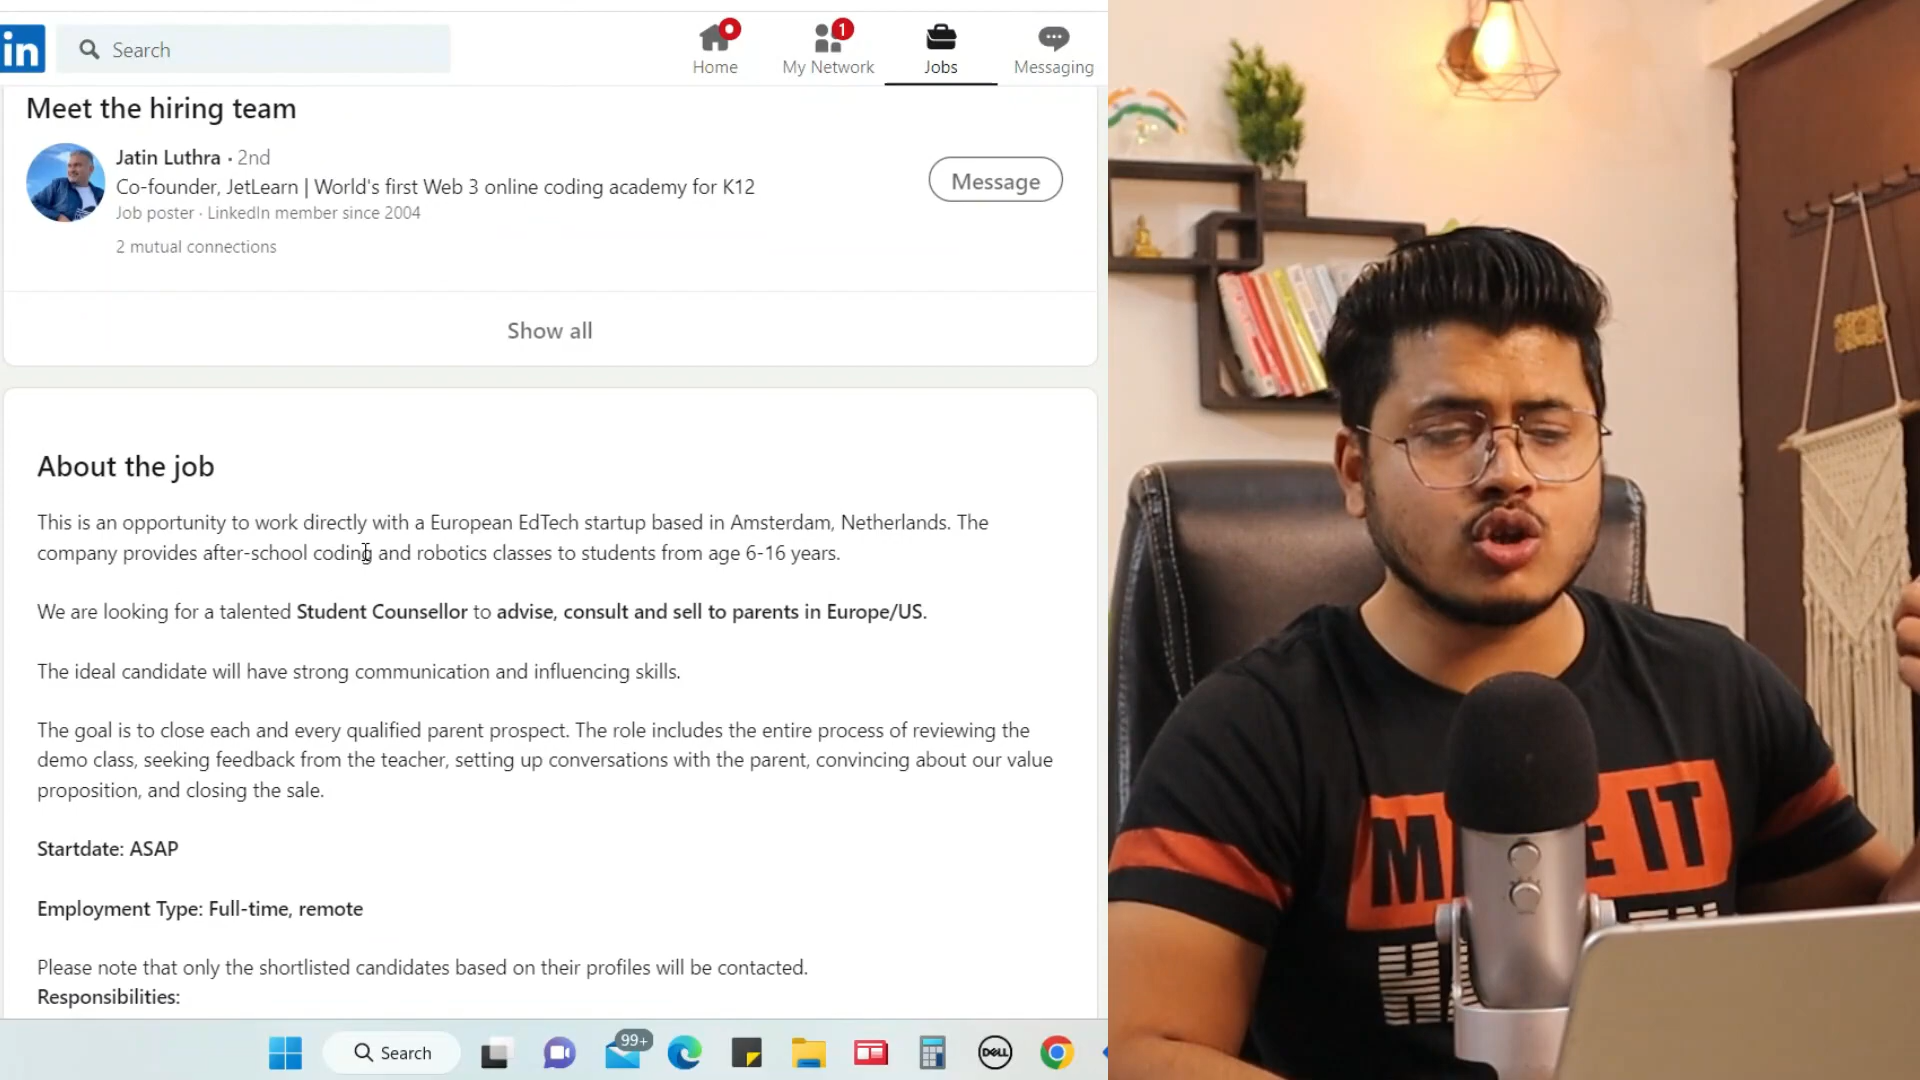 in
Search
Home
1
My Network
Jobs
Messaging
Meet the hiring team
Jatin Luthra • 2nd
Co-founder, JetLearn | World's first Web 3 online coding academy for K12
Job poster · LinkedIn member since 2004
2 mutual connections
Message
Show all
About the job
This is an opportunity to work directly with a European EdTech startup based in Amsterdam, Netherlands. The
company provides after-school coding and robotics classes to students from age 6-16 years.
We are looking for a talented Student Counsellor to advise, consult and sell to parents in Europe/US.
The ideal candidate will have strong communication and influencing skills.
The goal is to close each and every qualified parent prospect. The role includes the entire process of reviewing the
demo class, seeking feedback from the teacher, setting up conversations with the parent, convincing about our value
proposition, and closing the sale.
Startdate: ASAP
Employment Type: Full-time, remote
Please note that only the shortlisted candidates based on their profiles will be contacted.
Responsibilities:
Search
99+
DELL
IT